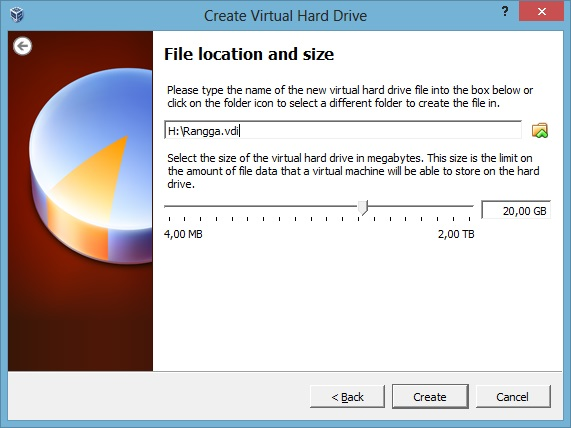 Create Virtual Hard Drive
?
File location and size
Please type the name of the new virtual hard drive file into the box below or
click on the folder icon to select a different folder to create the file in.
H:\Rangga.vdi
Select the size of the virtual hard drive in megabytes. This size is the limit on
the amount of file data that a virtual machine will be able to store on the hard
drive.
20,00 GB
4,00 MB 2,00 TB
< Back Create Cancel